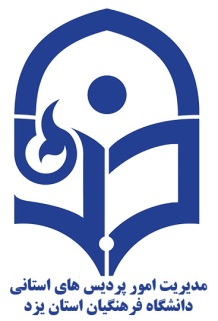 مدیریت امور پردیس های استانی
دانشگاه فرهنگیان استان یزد